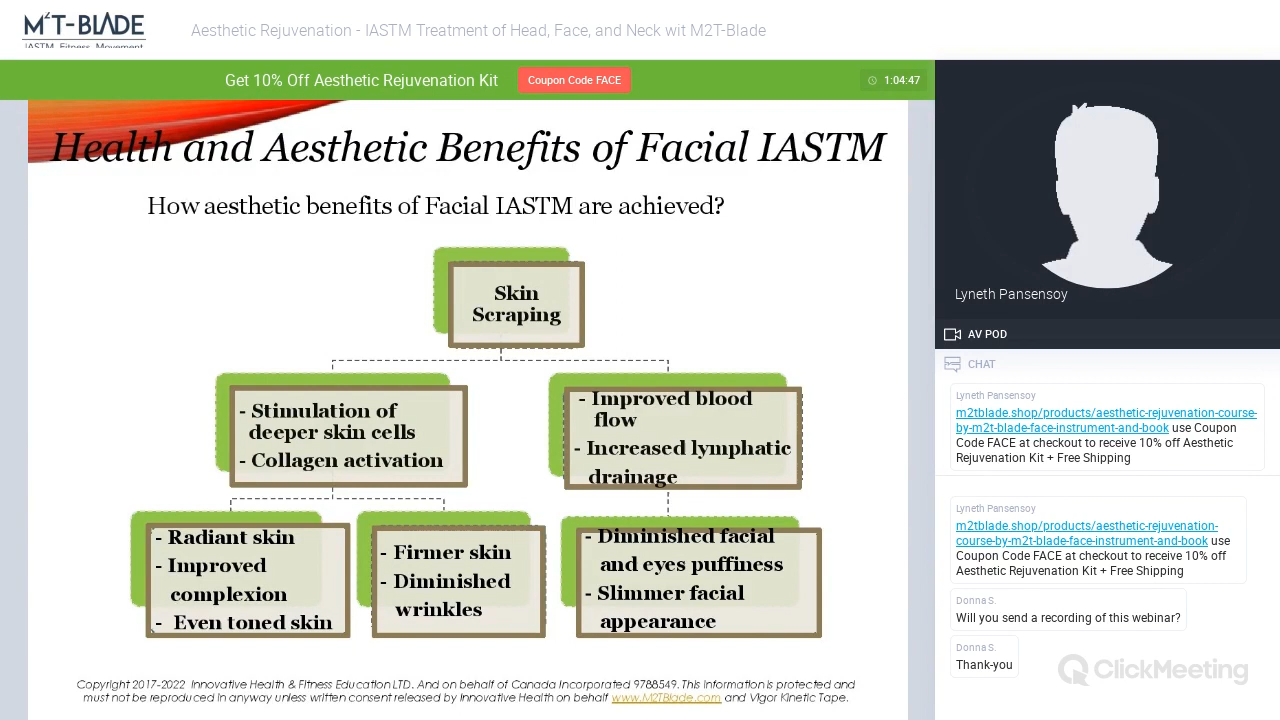 M2T-BLADE
IASTM. Fitness. Movement.
Aesthetic Rejuvenation - IASTM Treatment of Head, Face, and Neck wit M2T-Blade
Get 10% Off Aesthetic Rejuvenation Kit
Coupon Code FACE
1:04:47
Health and Aesthetic Benefits of Facial IASTM
How aesthetic benefits of Facial IASTM are achieved?
Skin
Scraping
- Stimulation of
deeper skin cells
- Collagen activation
- Improved blood
flow
- Increased lymphatic
drainage
- Radiant skin
- Improved
complexion
- Even toned skin
- Firmer skin
- Diminished
wrinkles
- Diminished facial
and eyes puffiness
- Slimmer facial
appearance
Copyright 2017-2022 Innovative Health & Fitness Education LTD. And on behalf of Canada Incorporated 9788549. This information is protected and
must not be reproduced in anyway unless written consent released by Innovative Health on behalf www.M2TBlade.com and Vigor Kinetic Tape.
Lyneth Pansensoy
AV POD
CHAT
Lyneth Pansensoy
m2tblade.shop/products/aesthetic-rejuvenation-course-
by-m2t-blade-face-instrument-and-book use Coupon
Code FACE at checkout to receive 10% off Aesthetic
Rejuvenation Kit + Free Shipping
Lyneth Pansensoy
m2tblade.shop/products/aesthetic-rejuvenation-
course-by-m2t-blade-face-instrument-and-book use
Coupon Code FACE at checkout to receive 10% off
Aesthetic Rejuvenation Kit + Free Shipping
Donna S.
Will you send a recording of this webinar?
Donna S.
Thank-you
ClickMeeting